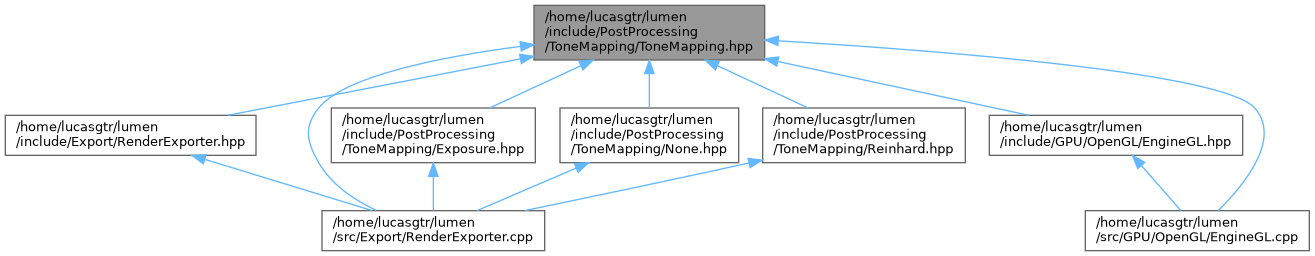 /home/lucasgtr/lumen
/include/PostProcessing
/ToneMapping/ToneMapping.hpp
/home/lucasgtr/lumen
/include/Export/RenderExporter.hpp
/home/lucasgtr/lumen
/include/PostProcessing
/ToneMapping/Exposure.hpp
/home/lucasgtr/lumen
/include/PostProcessing
/ToneMapping/None.hpp
/home/lucasgtr/lumen
/include/PostProcessing
/ToneMapping/Reinhard.hpp
/home/lucasgtr/lumen
/include/GPU/OpenGL/EngineGL.hpp
/home/lucasgtr/lumen
/src/Export/RenderExporter.cpp
/home/lucasgtr/lumen
/src/GPU/OpenGL/EngineGL.cpp